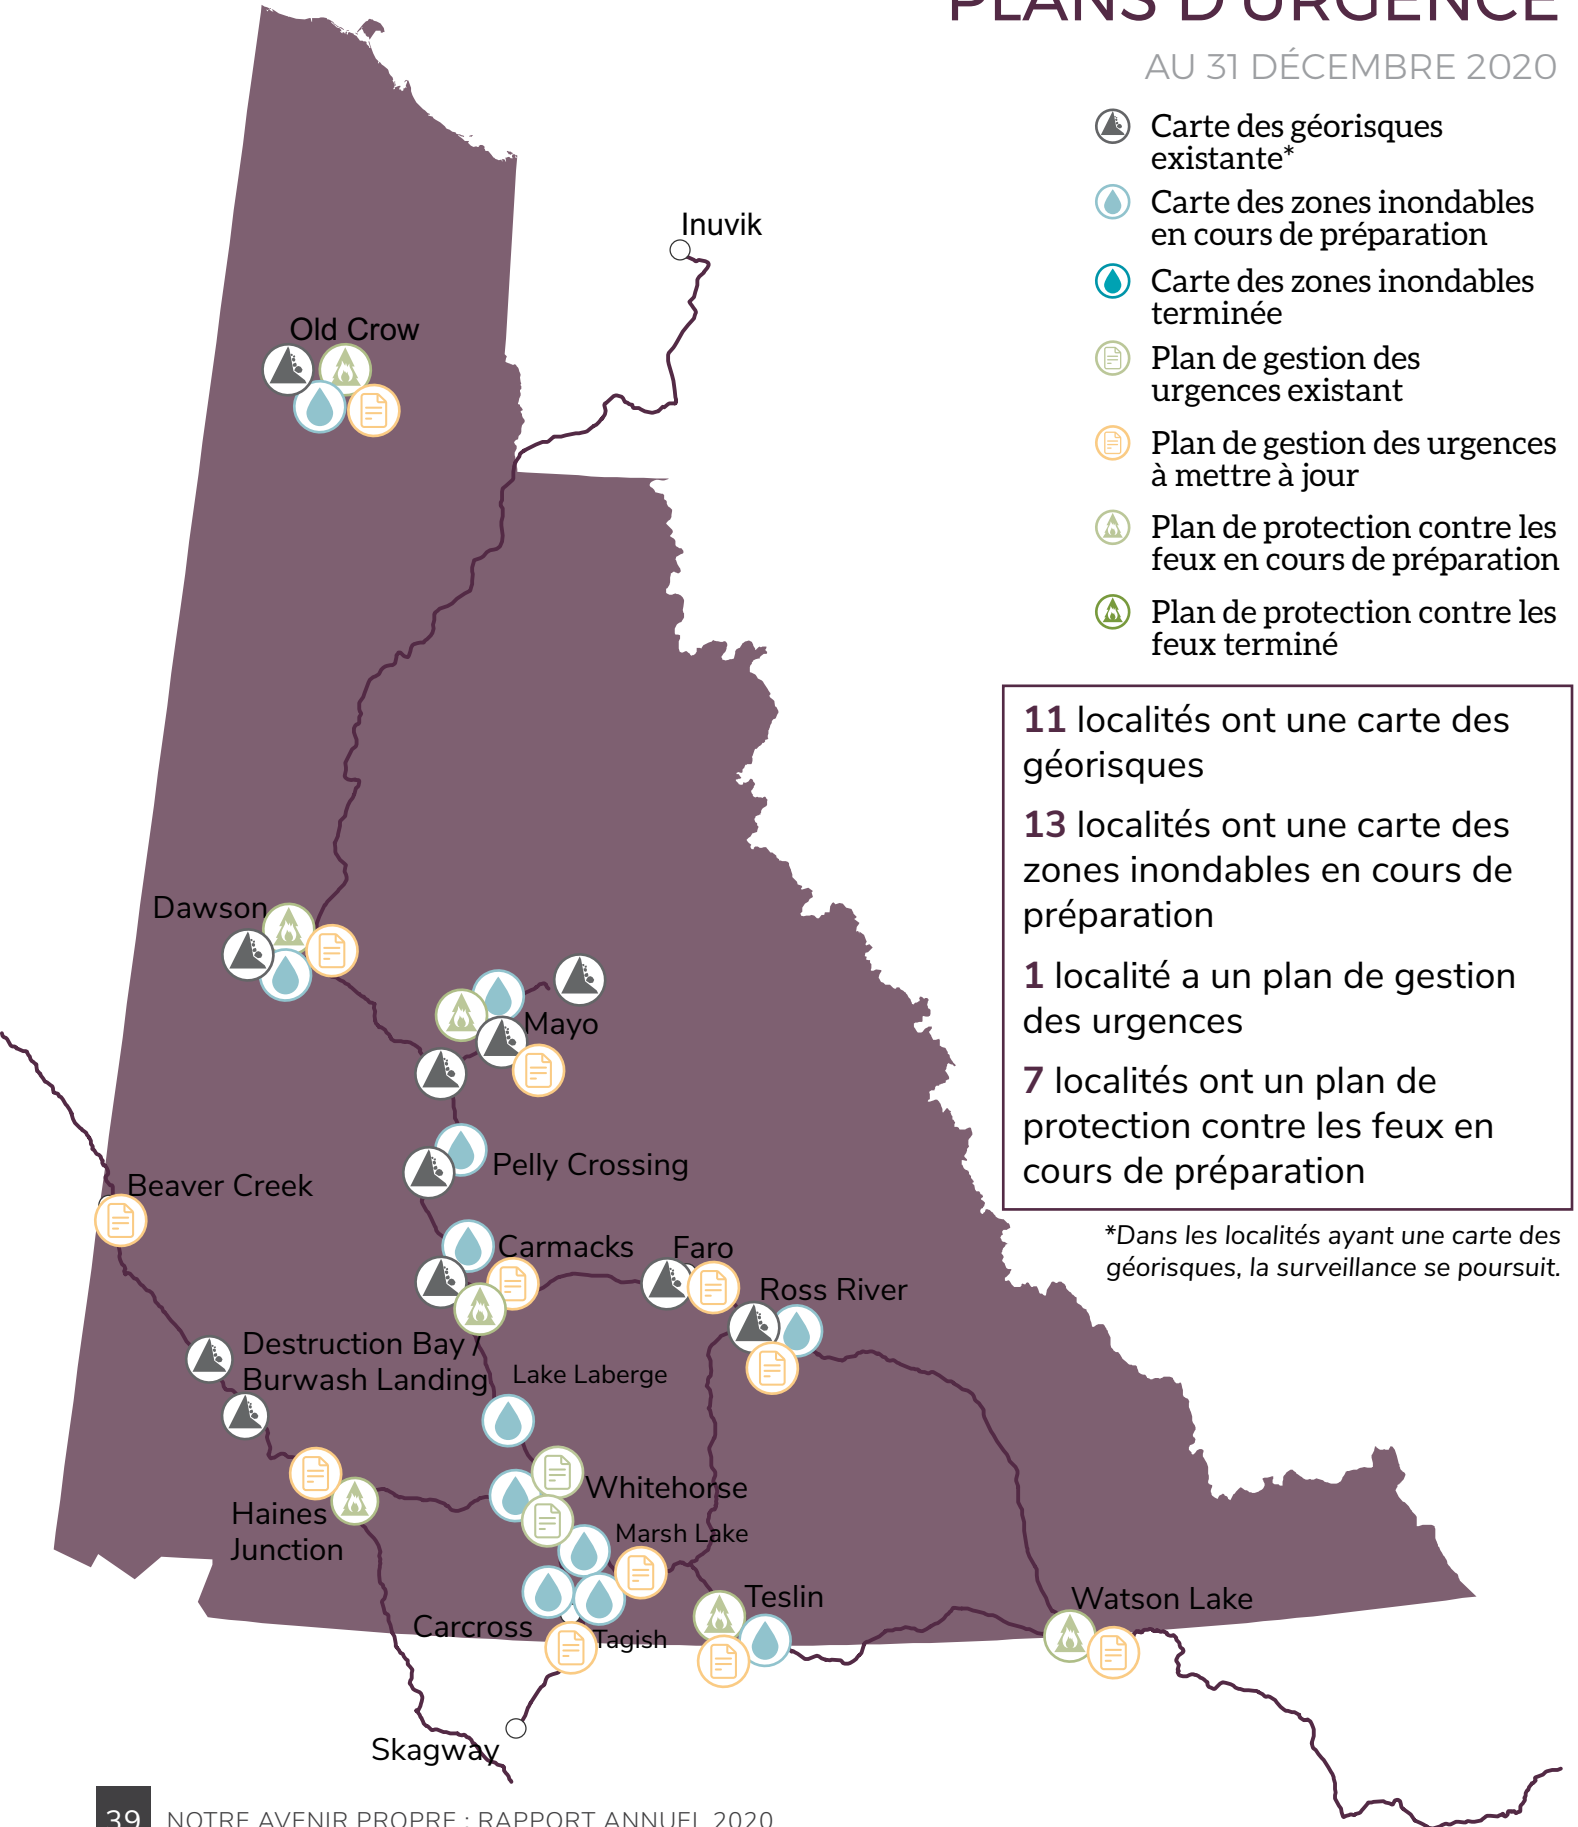 PLANS D'URGENCE
AU 31 DÉCEMBRE 2020
Carte des géorisques
existante*
Carte des zones inondables
en cours de préparation
Carte des zones inondables
terminée
Plan de gestion des
urgences existant
Plan de gestion des urgences
à mettre à jour
Plan de protection contre les
feux en cours de préparation
Plan de protection contre les
feux terminé
11 localités ont une carte des
géorisques
13 localités ont une carte des
zones inondables en cours de
préparation
1 localité a un plan de gestion
des urgences
7 localités ont un plan de
protection contre les feux en
cours de préparation
*Dans les localités ayant une carte des
géorisques, la surveillance se poursuit.
Inuvik
Old Crow
Dawson
Mayo
Pelly Crossing
Beaver Creek
Carmacks
Faro
Ross River
Destruction Bay /
Burwash Landing
Lake Laberge
Whitehorse
Haines
Junction
Marsh Lake
Teslin
Watson Lake
Carcross
Tagish
Skagway
39 NOTRE AVENIR PROPRE : RAPPORT ANNUEL 2020